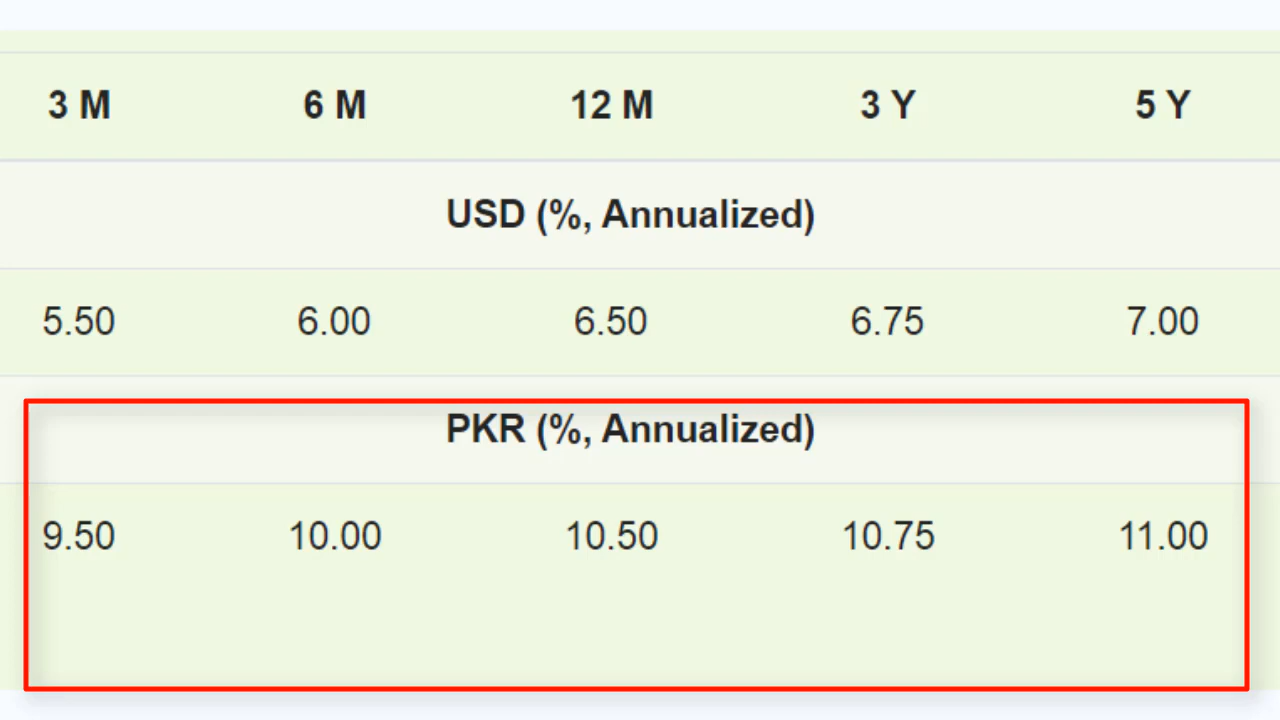 3 M 6 M 12 M 3 Y 5 Y
USD (%, Annualized)
5.50 6.00 6.50 6.75 7.00
PKR (%, Annualized)
9.50 10.00 10.50 10.75 11.00